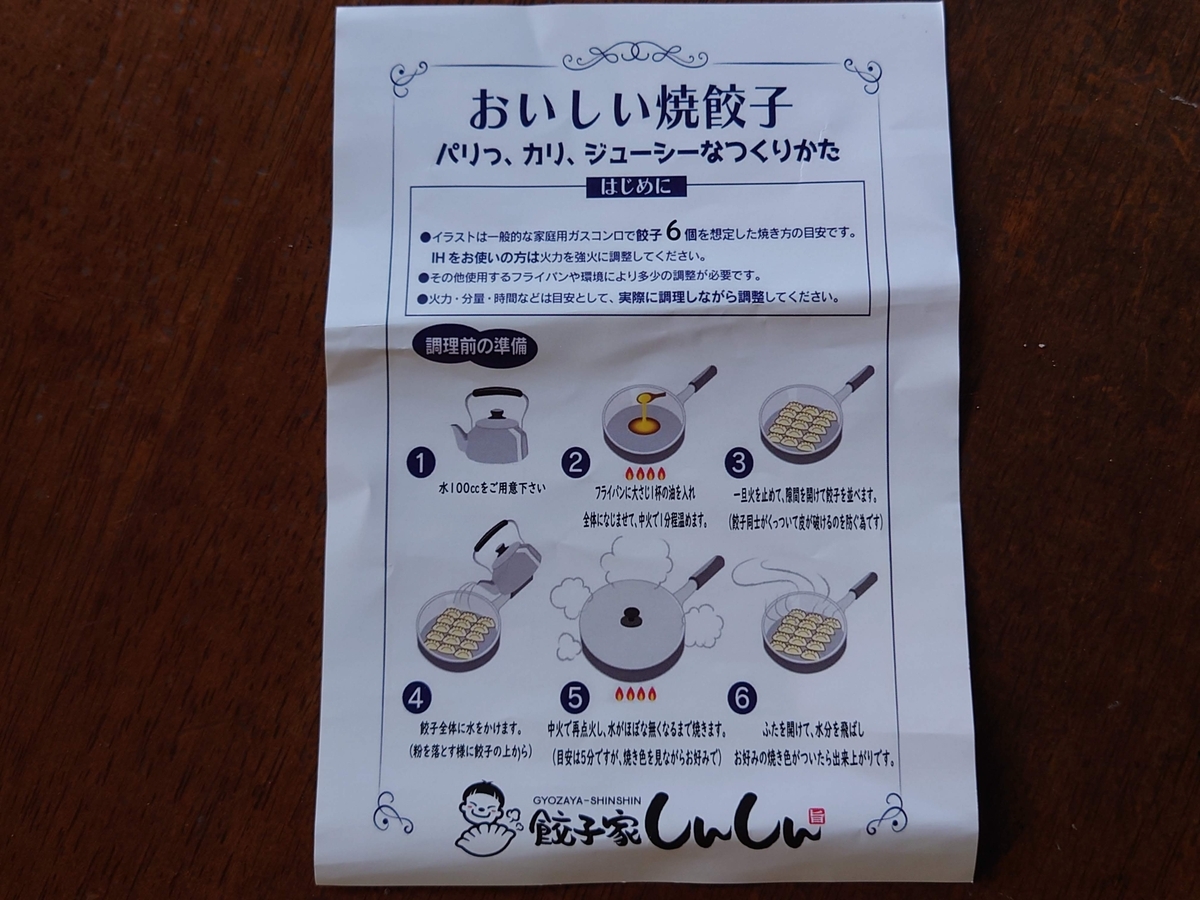 おいしい焼餃子
パリっ、カリ、ジューシーなつくりかた
はじめに
●イラストは一般的な家庭用ガスコンロで餃子6個を想定した焼き方の目安です。
IHをお使いの方は火力を強火に調整してください。
●その他使用するフライパンや環境により多少の調整が必要です。
●火力・分量・時間などは目安として、実際に調理しながら調整してください。
調理前の準備
1
水100ccをご用意下さい
2
フライパンに大さじ1杯の油を入れ
全体になじませて、中火で1分程温めます。
3
一旦火を止めて、隙間を開けて餃子を並べます。
(餃子同士がくっついて皮が破けるのを防ぐ為です)
4
餃子全体に水をかけます。
(粉を落とす様に餃子の上から)
5
中火で再点火し、水がほぼな無くなるまで焼きます。
(目安は5分ですが、焼き色を見ながらお好みで)
6
ふたを開けて、水分を飛ばし
お好みの焼き色がついたら出来上がりです。
GYOZAYA-SHINSHIN
餃子家しんしん
旨